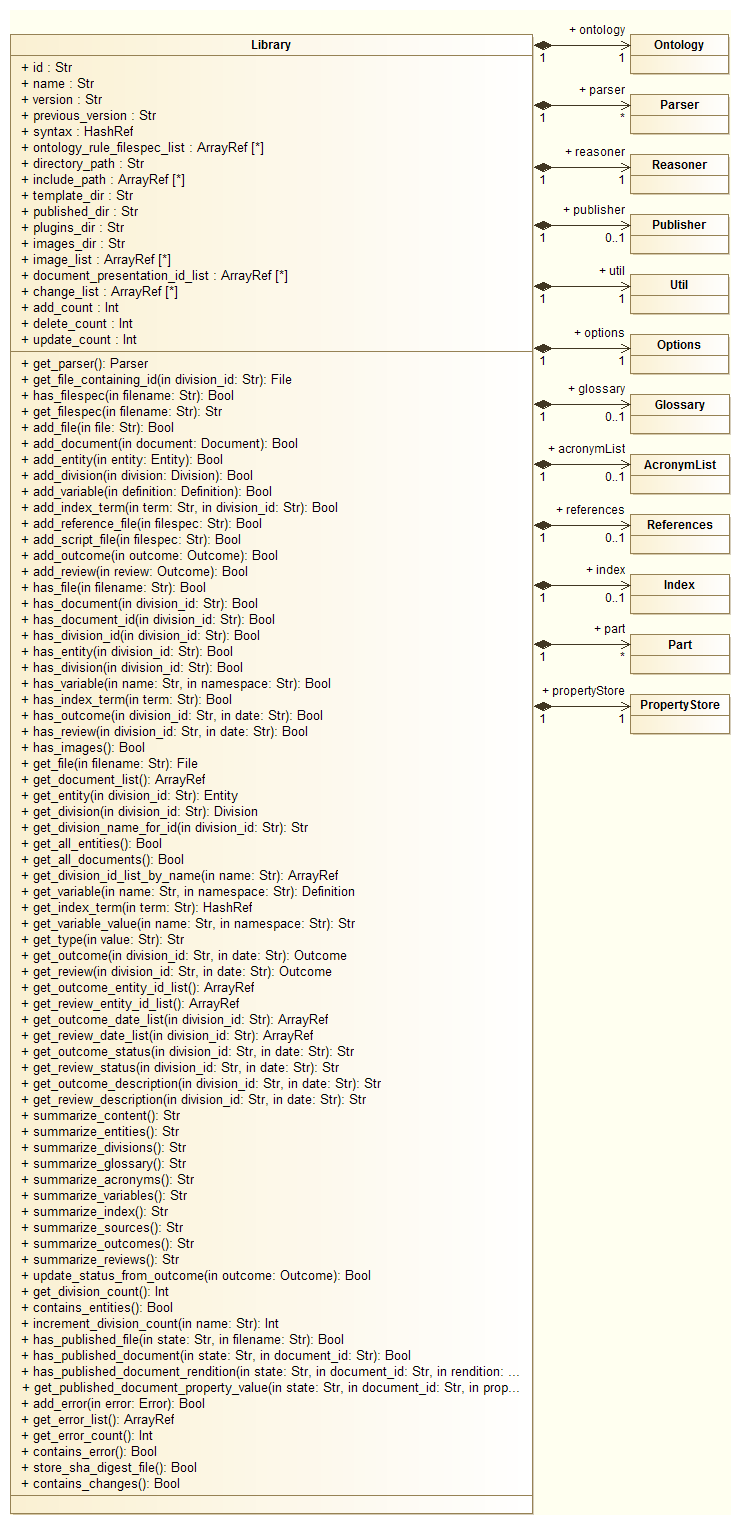 Library
+ id : Str
+ name : Str
+ version : Str
+ previous_version : Str
+ syntax : HashRef
+ ontology_rule_filespec_list : ArrayRef [*]
+ directory_path : Str
+ include_path : ArrayRef [*]
+ template_dir : Str
+ published_dir : Str
+ plugins_dir : Str
+ images_dir : Str
+ image_list : ArrayRef [*]
+ document_presentation_id_list : ArrayRef [*]
+ change_list : ArrayRef [*]
+ add_count : Int
+ delete_count : Int
+ update_count : Int
+ get_parser(): Parser
+ get_file_containing_id(in division_id: Str): File
+ has_filespec(in filename: Str): Bool
+ get_filespec(in filename: Str): Str
+ add_file(in file: Str): Bool
+ add_document(in document: Document): Bool
+ add_entity(in entity: Entity): Bool
+ add_division(in division: Division): Bool
+ add_variable(in definition: Definition): Bool
+ add_index_term(in term: Str, in division_id: Str): Bool
+ add_reference_file(in filespec: Str): Bool
+ add_script_file(in filespec: Str): Bool
+ add_outcome(in outcome: Outcome): Bool
+ add_review(in review: Outcome): Bool
+ has_file(in filename: Str): Bool
+ has_document(in division_id: Str): Bool
+ has_document_id(in division_id: Str): Bool
+ has_division_id(in division_id: Str): Bool
+ has_entity(in division_id: Str): Bool
+ has_division(in division_id: Str): Bool
+ has_variable(in name: Str, in namespace: Str): Bool
+ has_index_term(in term: Str): Bool
+ has_outcome(in division_id: Str, in date: Str): Bool
+ has_review(in division_id: Str, in date: Str): Bool
+ has_images(): Bool
+ get_file(in filename: Str): File
+ get_document_list(): ArrayRef
+ get_entity(in division_id: Str): Entity
+ get_division(in division_id: Str): Division
+ get_division_name_for_id(in division_id: Str): Str
+ get_all_entities(): Bool
+ get_all_documents(): Bool
+ get_division_id_list_by_name(in name: Str): ArrayRef
+ get_variable(in name: Str, in namespace: Str): Definition
+ get_index_term(in term: Str): HashRef
+ get_variable_value(in name: Str, in namespace: Str): Str
+ get_type(in value: Str): Str
+ get_outcome(in division_id: Str, in date: Str): Outcome
+ get_review(in division_id: Str, in date: Str): Outcome
+ get_outcome_entity_id_list(): ArrayRef
+ get_review_entity_id_list(): ArrayRef
+ get_outcome_date_list(in division_id: Str): ArrayRef
+ get_review_date_list(in division_id: Str): ArrayRef
+ get_outcome_status(in division_id: Str, in date: Str): Str
+ get_review_status(in division_id: Str, in date: Str): Str
+ get_outcome_description(in division_id: Str, in date: Str): Str
+ get_review_description(in division_id: Str, in date: Str): Str
+ summarize_content(): Str
+ summarize_entities(): Str
+ summarize_divisions(): Str
+ summarize_glossary(): Str
+ summarize_acronyms(): Str
+ summarize_variables(): Str
+ summarize_index(): Str
+ summarize_sources(): Str
+ summarize_outcomes(): Str
+ summarize_reviews(): Str
+ update_status_from_outcome(in outcome: Outcome): Bool
+ get_division_count(): Int
+ contains_entities(): Bool
+ increment_division_count(in name: Str): Int
+ has_published_file(in state: Str, in filename: Str): Bool
+ has_published_document(in state: Str, in document_id: Str): Bool
+ has_published_document_rendition(in state: Str, in document_id: Str, in rendition: ...
+ get_published_document_property_value(in state: Str, in document_id: Str, in prop...
+ add_error(in error: Error): Bool
+ get_error_list(): ArrayRef
+ get_error_count(): Int
+ contains_error(): Bool
+ store_sha_digest_file(): Bool
+ contains_changes(): Bool
+ ontology
1 1
Ontology
+ parser
1 *
Parser
+ reasoner
1 1
Reasoner
+ publisher
1 0..1
Publisher
+ util
1 1
Util
+ options
1 1
Options
+ glossary
1 0..1
Glossary
+ acronymList
1 0..1
AcronymList
+ references
1 0..1
References
+ index
1 0..1
Index
+ part
1 *
Part
+ propertyStore
1 1
PropertyStore